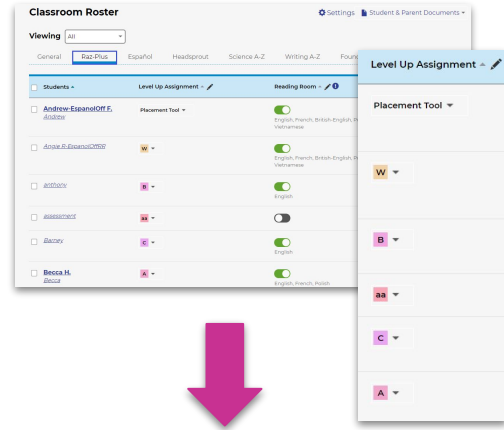 Classroom Roster
Settings
Student & Parent Documents
Viewing All
General Raz-Plus Español Headsprout Science A-Z Writing A-Z Foun
Students Level Up Assignment Reading Room
Andrew-EspanolOff F.
Andrew
Placement Tool
English, French, British-English, P
Vietnamese
Angie R-EspanolOffRR
W
English, French, British-English, P
Vietnamese
anthony
B
English
assessment
aa
Barney
C
English
Becca H.
Becca
A
English, French, Polish
Level Up Assignment
Placement Tool
W
B
aa
C
A